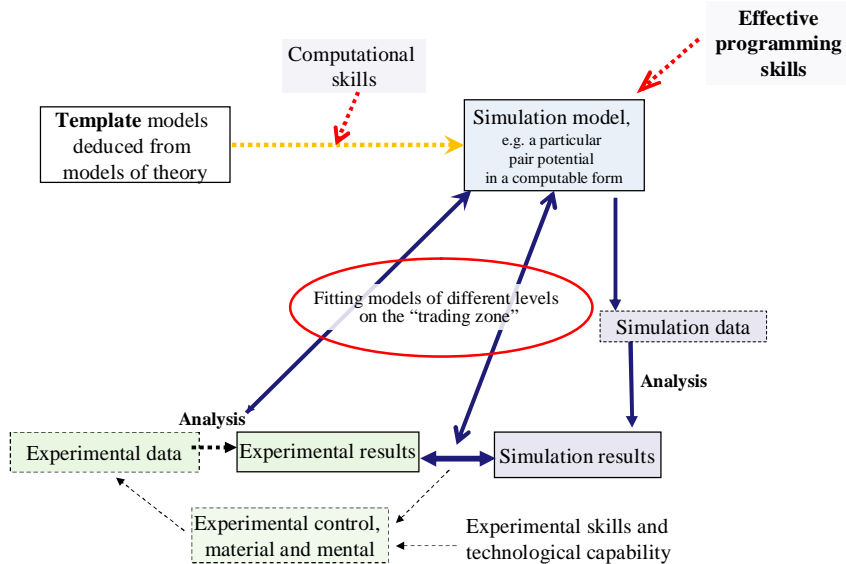 Effective
programming
skills
Computational
skills
Template models
deduced from
models of theory
Simulation model,
e.g. a particular
pair potential
in a computable form
Fitting models of different levels
on the “trading zone”
Simulation data
Analysis
Analysis
Experimental data
Experimental results
Simulation results
Experimental control,
material and mental
Experimental skills and
technological capability